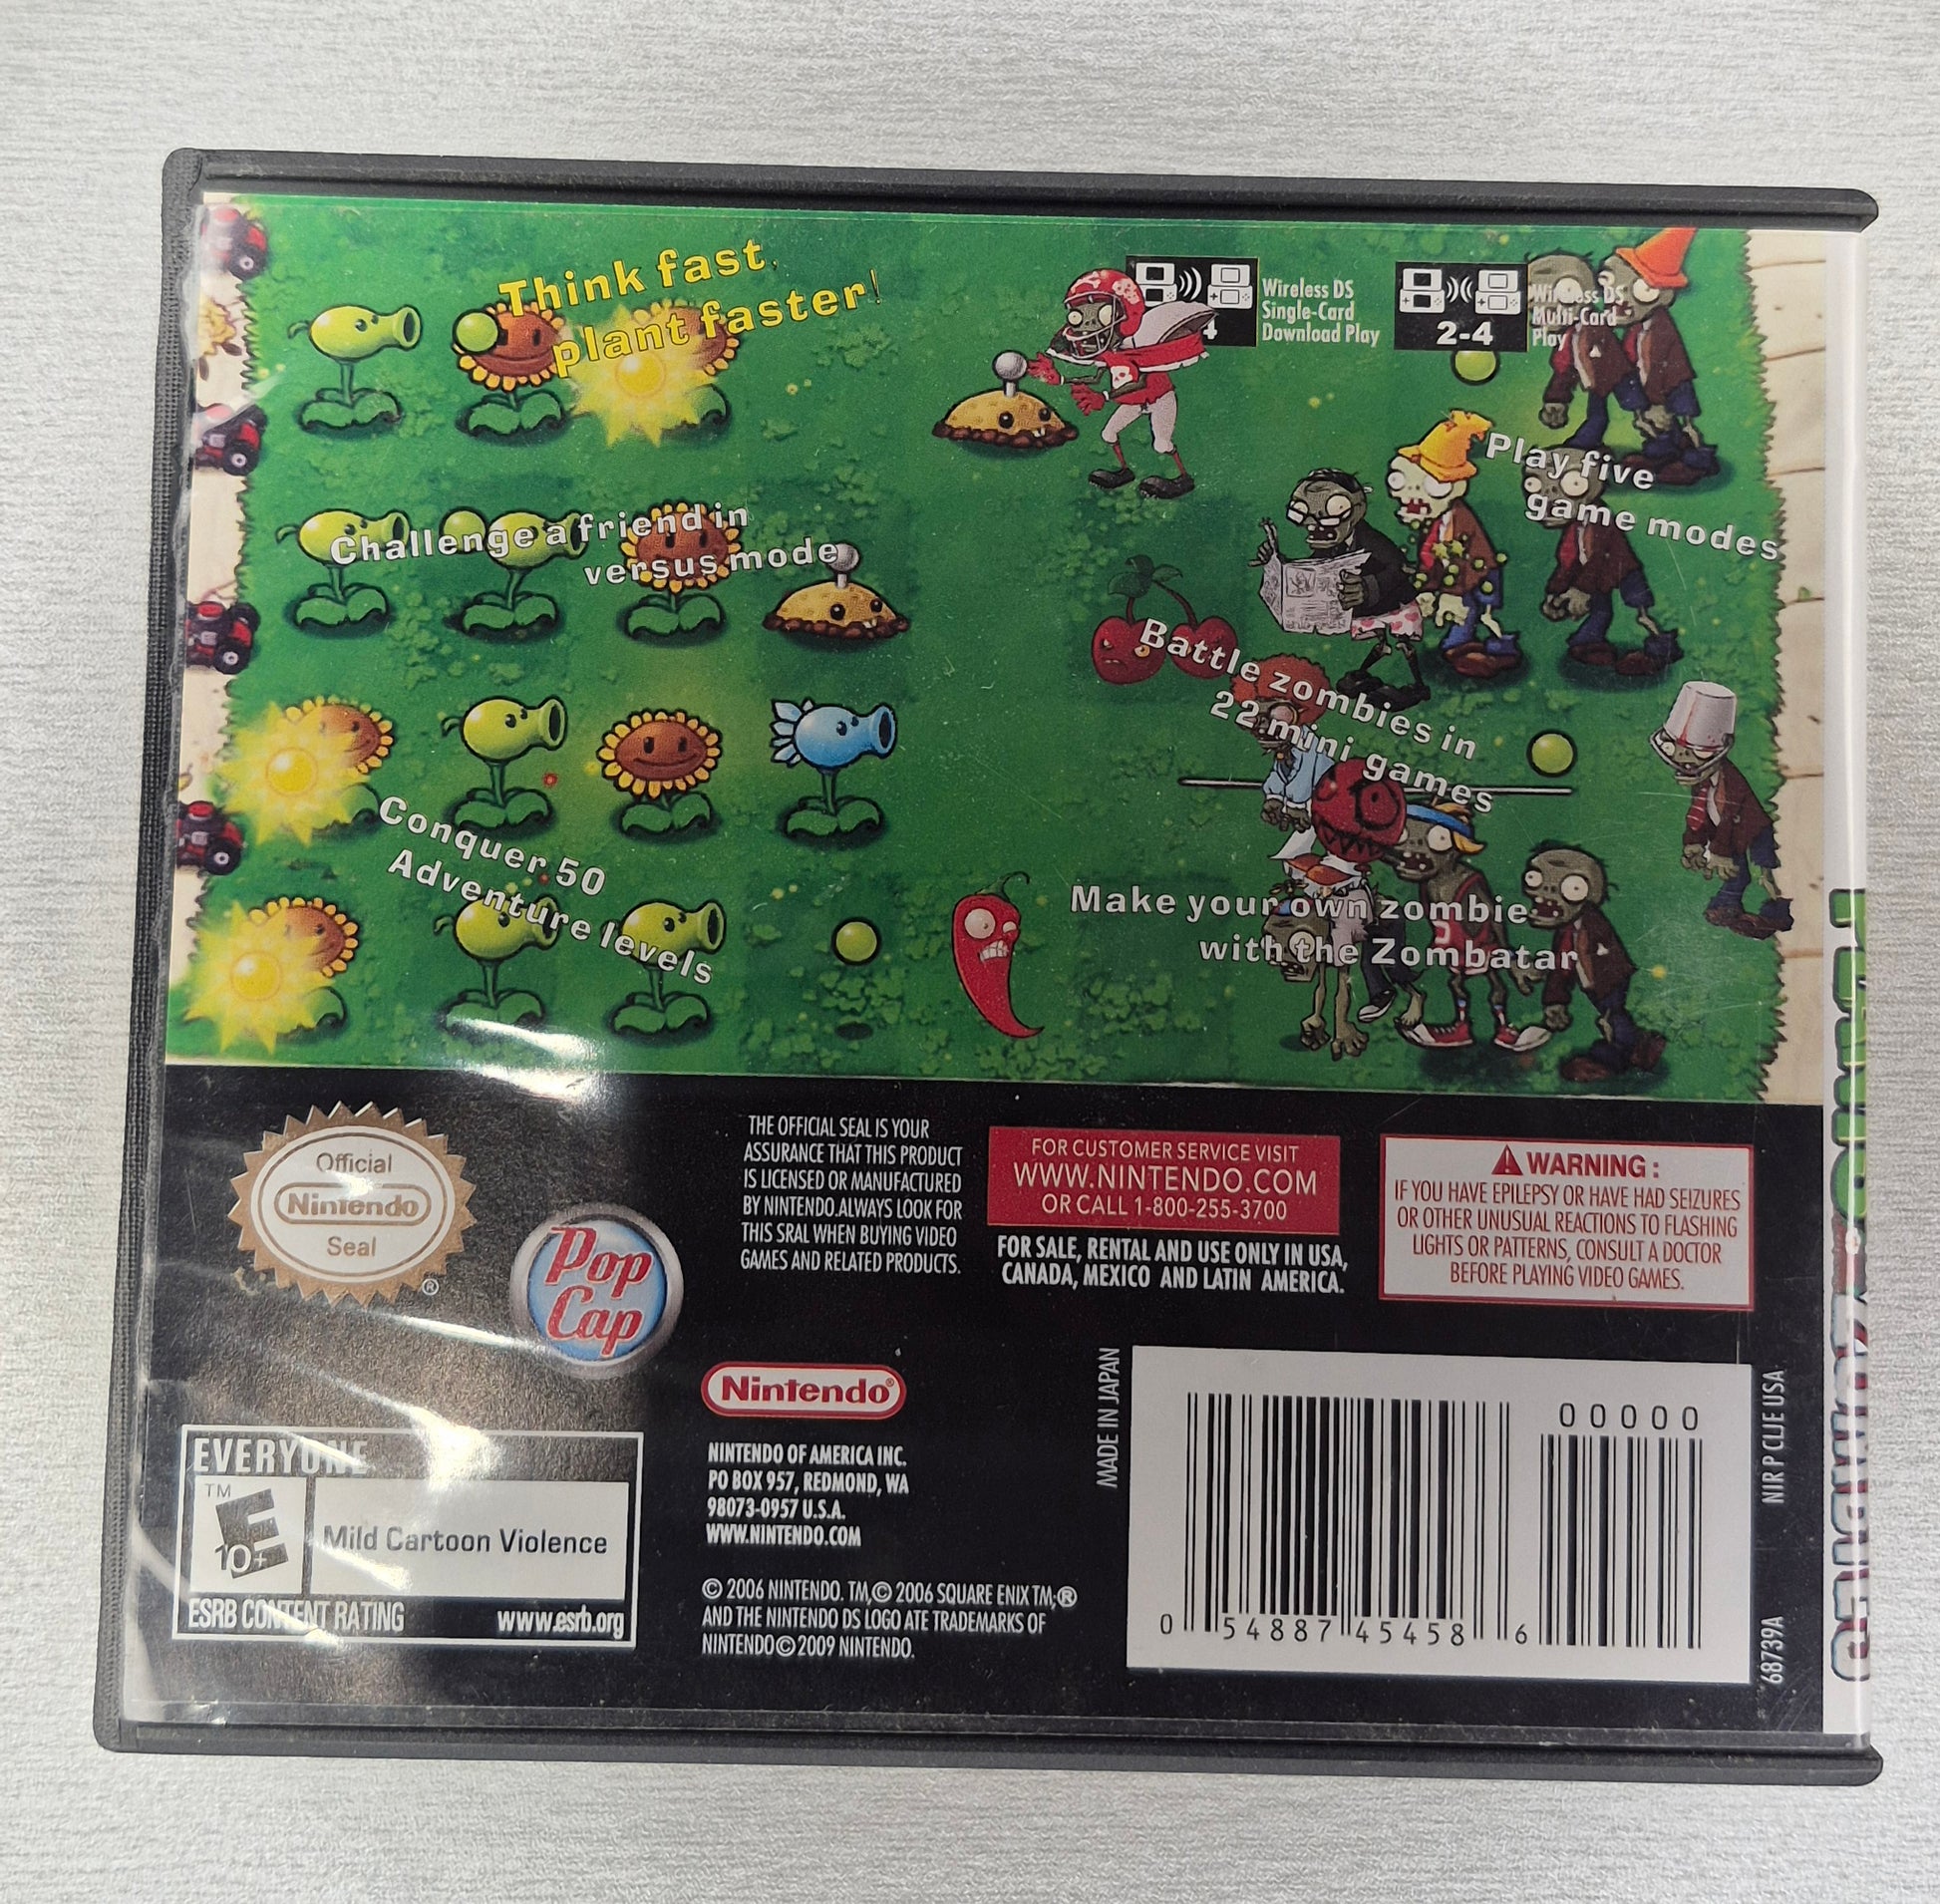 Think fast,
plant faster!
4
Wireless DS
Single-Card
Download Play
2-4
Wireless DS
Multi-Card
Play
Play five
game modes
Challenge a friend in
versus mode
Battle zombies in
22 mini games
Conquer 50
Adventure levels
Make your own zombie
with the Zombatar
Official
Nintendo
Seal
®
Pop
Cap
THE OFFICIAL SEAL IS YOUR
ASSURANCE THAT THIS PRODUCT
IS LICENSED OR MANUFACTURED
BY NINTENDO.ALWAYS LOOK FOR
THIS SRAL WHEN BUYING VIDEO
GAMES AND RELATED PRODUCTS.
FOR CUSTOMER SERVICE VISIT
WWW.NINTENDO.COM
OR CALL 1-800-255-3700
FOR SALE, RENTAL AND USE ONLY IN USA,
CANADA, MEXICO AND LATIN AMERICA.
WARNING :
IF YOU HAVE EPILEPSY OR HAVE HAD SEIZURES
OR OTHER UNUSUAL REACTIONS TO FLASHING
LIGHTS OR PATTERNS, CONSULT A DOCTOR
BEFORE PLAYING VIDEO GAMES.
Nintendo®
NINTENDO OF AMERICA INC.
PO BOX 957, REDMOND, WA
98073-0957 U.S.A.
WWW.NINTENDO.COM
© 2006 NINTENDO. TM,© 2006 SQUARE ENIX TM,®
AND THE NINTENDO DS LOGO ATE TRADEMARKS OF
NINTENDO©2009 NINTENDO.
EVERYONE
TM
E
10+
Mild Cartoon Violence
ESRB CONTENT RATING www.esrb.org
MADE IN JAPAN
00000
0 54887 45458 6
NIR P CLJE USA
68739A
PLANTS ZOMBIES